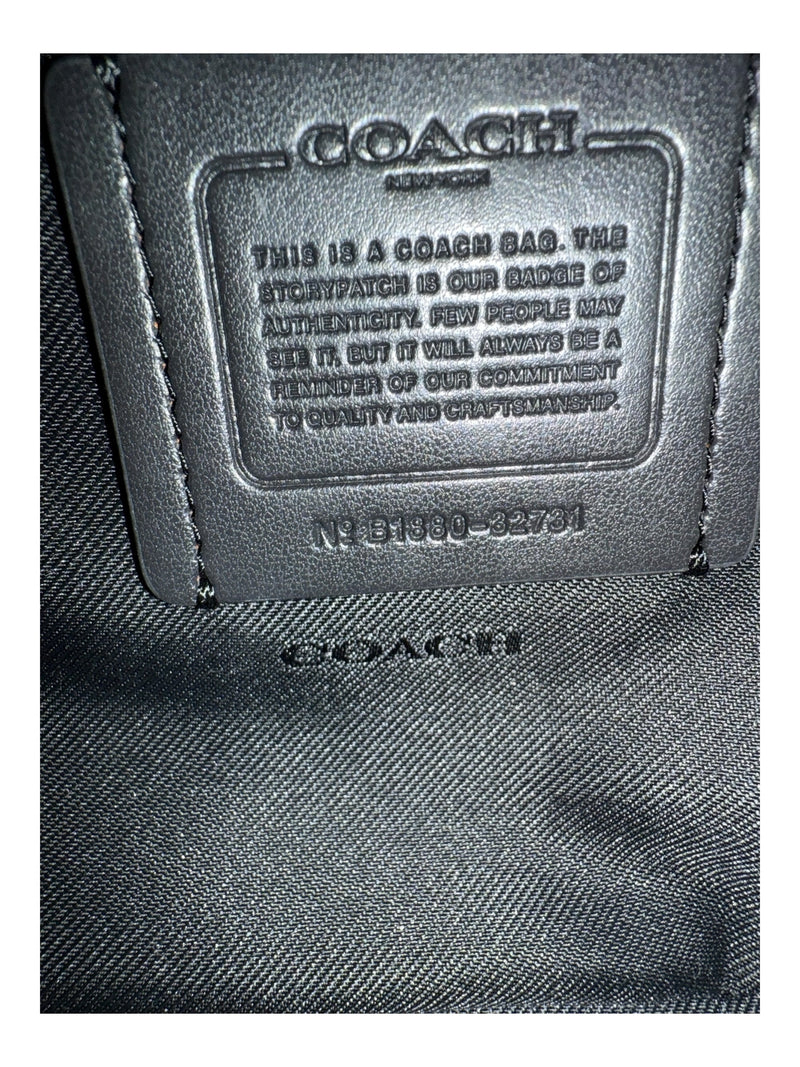 COACH
NEW YORK
THIS IS A COACH BAG. THE
STORYPATCH IS OUR BADGE OF
AUTHENTICITY. FEW PEOPLE MAY
SEE IT, BUT IT WILL ALWAYS BE A
REMINDER OF OUR COMMITMENT
TO QUALITY AND CRAFTSMANSHIP.
Nº B1380-32731
COACH